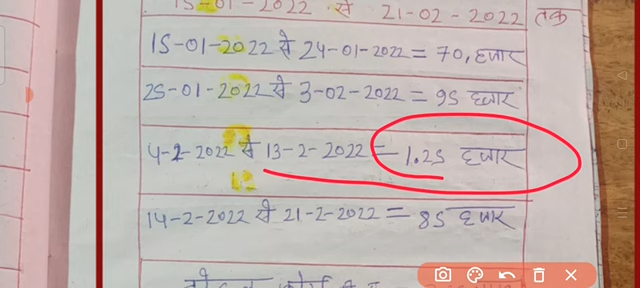 15-01-2022 से 21-02-2022 तक
15-01-2022 से 24-01-2022 = 70, हजार
25-01-2022 से 3-02-2022 = 95 हजार
4-2-2022 से 13-2-2022 = 1.25 हजार
14-2-2022 से 21-2-2022 = 85 हजार